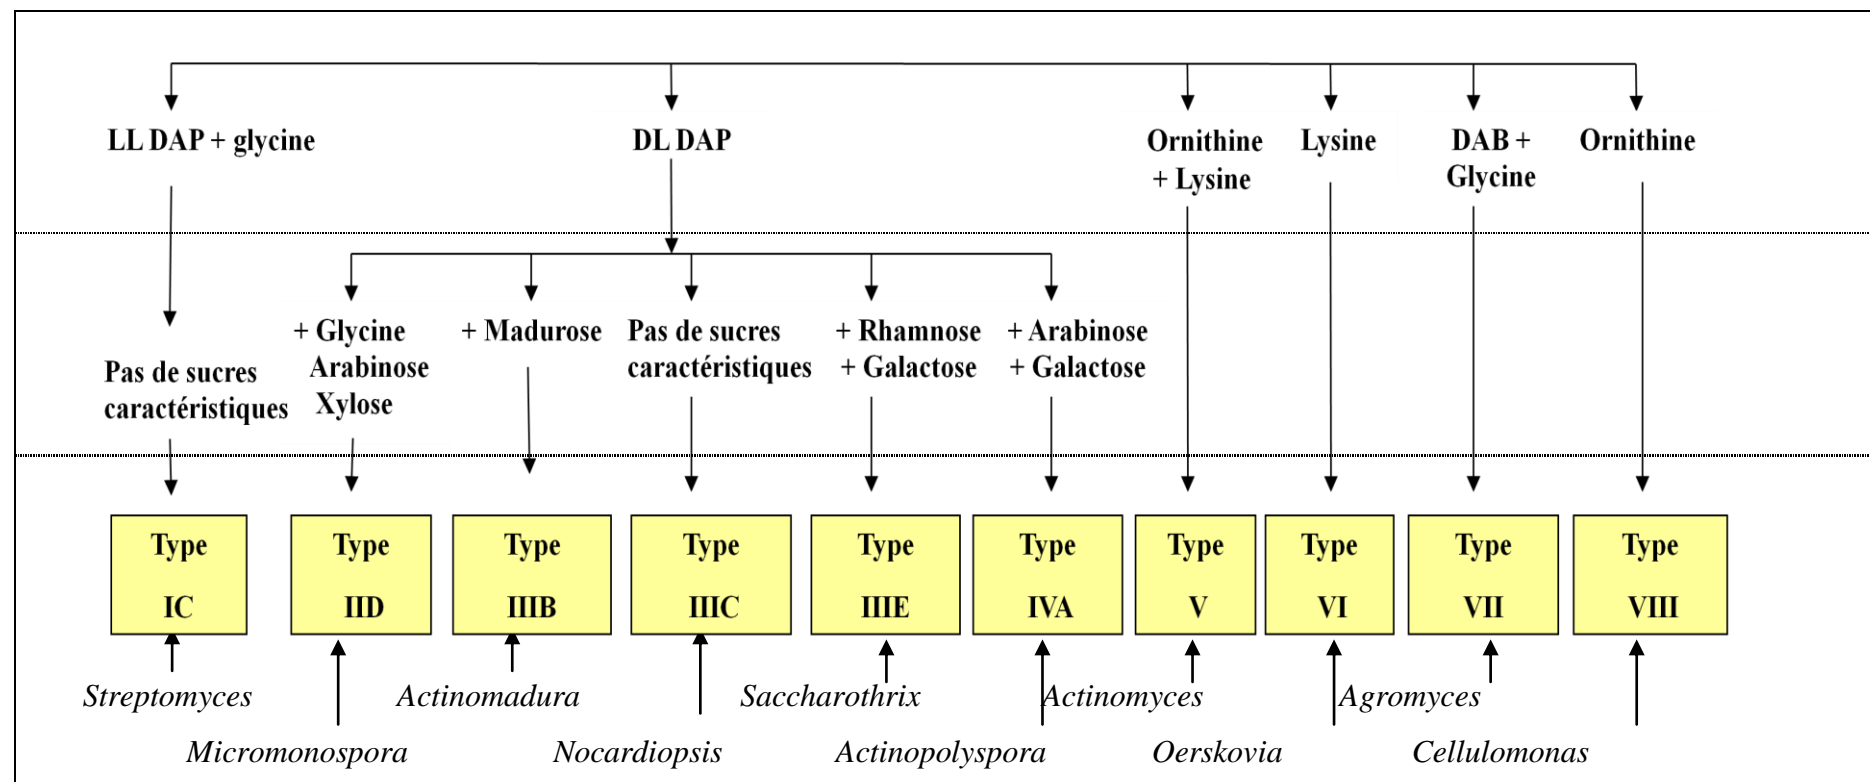 LL DAP + glycine
DL DAP
Ornithine
+ Lysine
Lysine
DAB +
Glycine
Ornithine
Pas de sucres
caractéristiques
+ Glycine
Arabinose
Xylose
+ Madurose
Pas de sucres
caractéristiques
+ Rhamnose
+ Galactose
+ Arabinose
+ Galactose
Type
IC
Type
IID
Type
IIIB
Type
IIIC
Type
IIIE
Type
IVA
Type
V
Type
VI
Type
VII
Type
VIII
Streptomyces
Actinomadura
Saccharothrix
Actinomyces
Agromyces
Micromonospora
Nocardiopsis
Actinopolyspora
Oerskovia
Cellulomonas